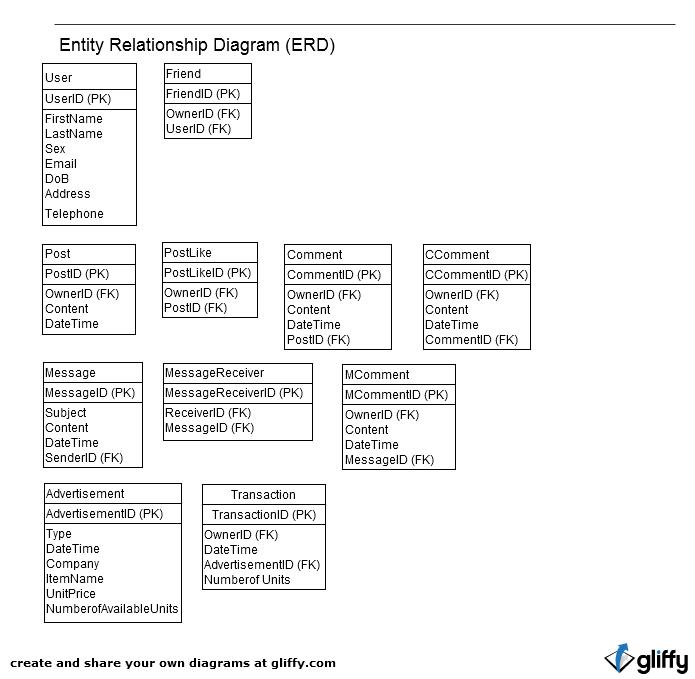 Entity Relationship Diagram (ERD)
User
UserID (PK)
FirstName
LastName
Sex
Email
DoB
Address
Telephone
Friend
FriendID (PK)
OwnerID (FK)
UserID (FK)
Post
PostID (PK)
OwnerID (FK)
Content
DateTime
PostLike
PostLikeID (PK)
OwnerID (FK)
PostID (FK)
Comment
CommentID (PK)
OwnerID (FK)
Content
DateTime
PostID (FK)
CComment
CCommentID (PK)
OwnerID (FK)
Content
DateTime
CommentID (FK)
Message
MessageID (PK)
Subject
Content
DateTime
SenderID (FK)
MessageReceiver
MessageReceiverID (PK)
ReceiverID (FK)
MessageID (FK)
MComment
MCommentID (PK)
OwnerID (FK)
Content
DateTime
MessageID (FK)
Advertisement
AdvertisementID (PK)
Type
DateTime
Company
ItemName
UnitPrice
NumberofAvailableUnits
Transaction
TransactionID (PK)
OwnerID (FK)
DateTime
AdvertisementID (FK)
Numberof Units
create and share your own diagrams at gliffy.com
gliffy